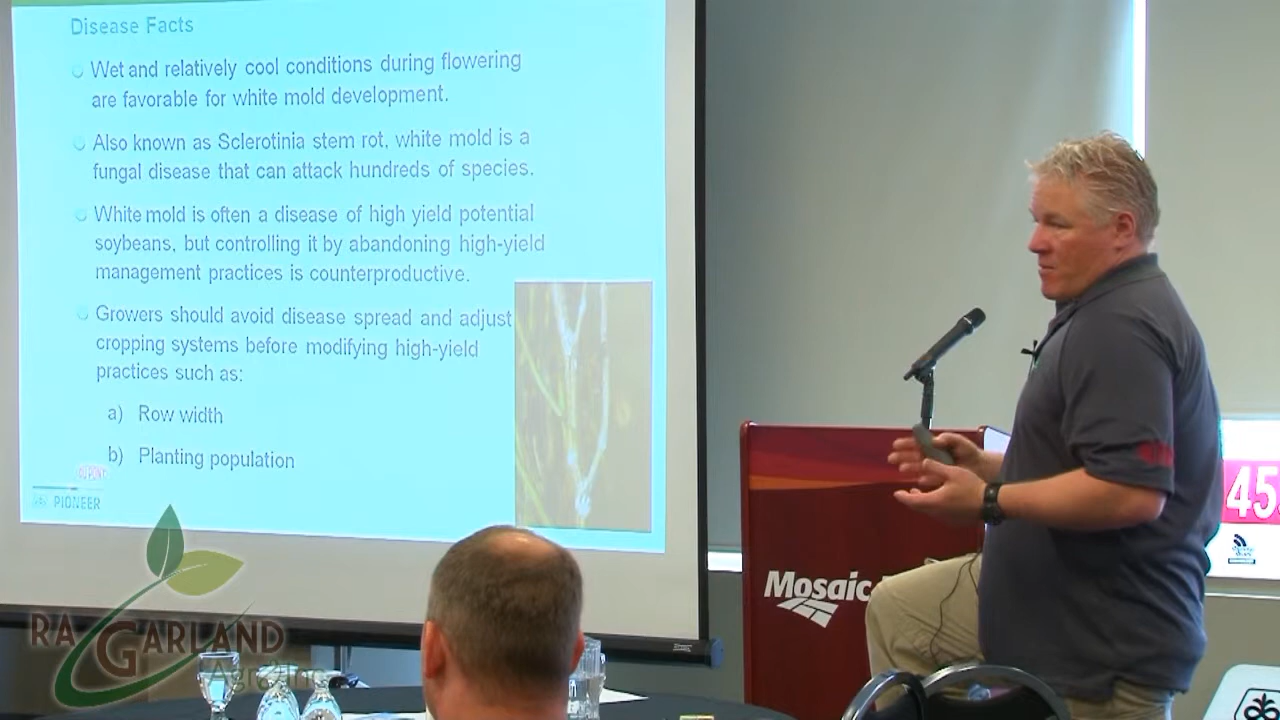 Disease Facts
Wet and relatively cool conditions during flowering
are favorable for white mold development.
Also known as Sclerotinia stem rot, white mold is a
fungal disease that can attack hundreds of species.
White mold is often a disease of high yield potential
soybeans, but controlling it by abandoning high-yield
management practices is counterproductive.
Growers should avoid disease spread and adjust
cropping systems before modifying high-yield
practices such as:
a) Row width
b) Planting population
PIONEER
RA GARLAND
Agro Inc
Mosaic
45